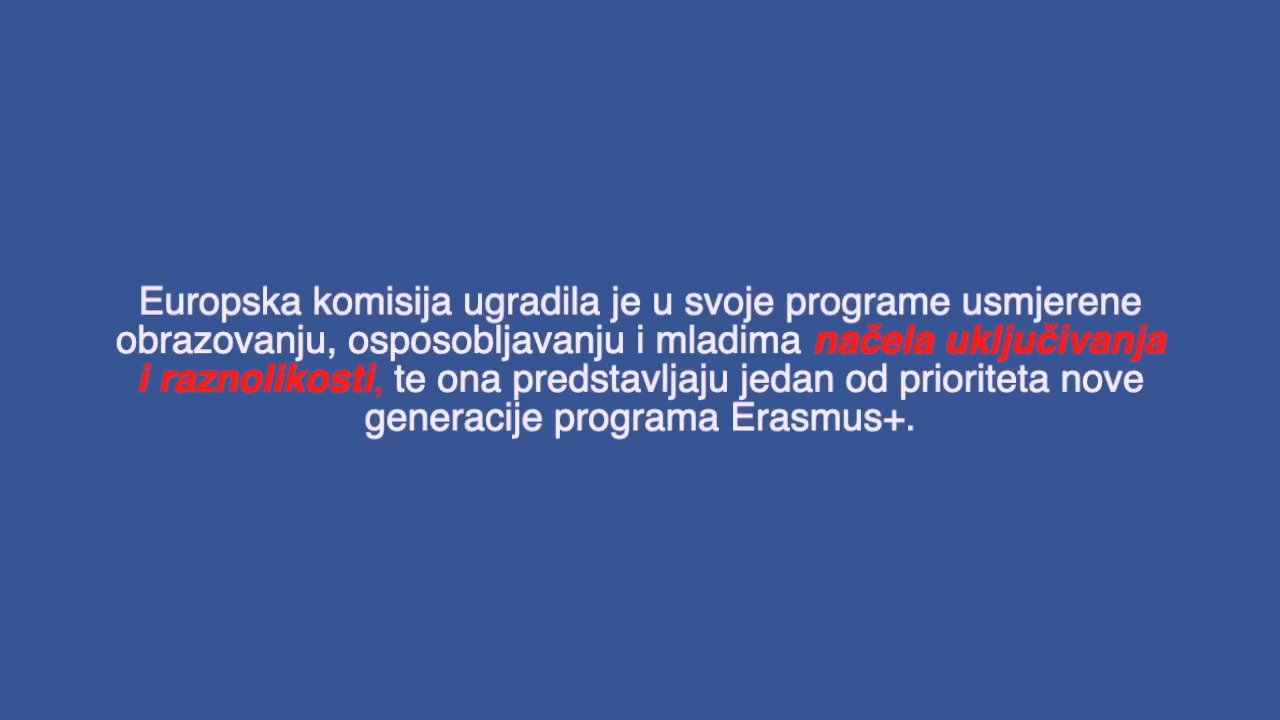 Europska komisija ugradila je u svoje programe usmjerene
obrazovanju, osposobljavanju i mladima načela uključivanja
i raznolikosti, te ona predstavljaju jedan od prioriteta nove
generacije programa Erasmus+.